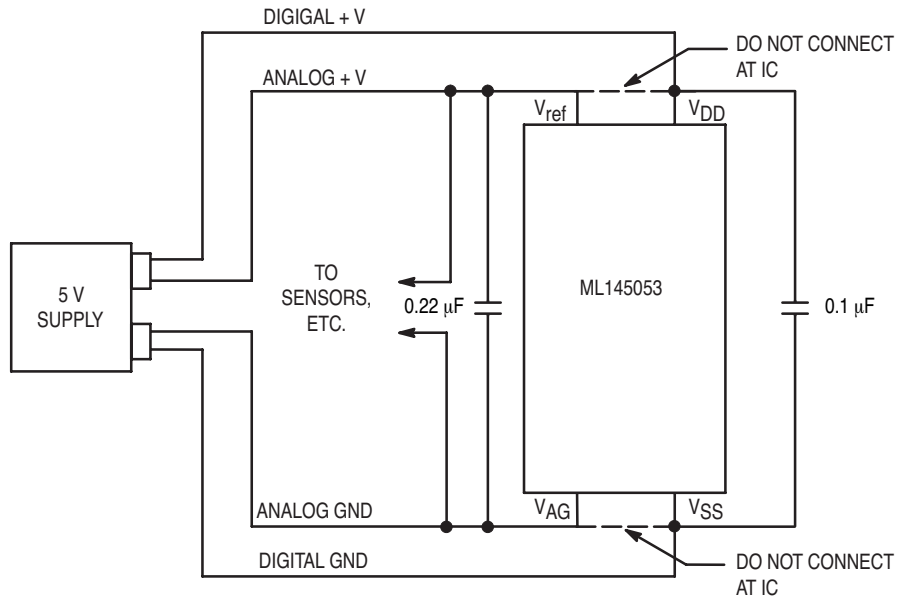 DIGIGAL + V
DO NOT CONNECT
AT IC
ANALOG + V
Vref
VDD
5 V
SUPPLY
TO
SENSORS,
ETC.
0.22 µF
ML145053
0.1 µF
ANALOG GND
VAG
VSS
DIGITAL GND
DO NOT CONNECT
AT IC